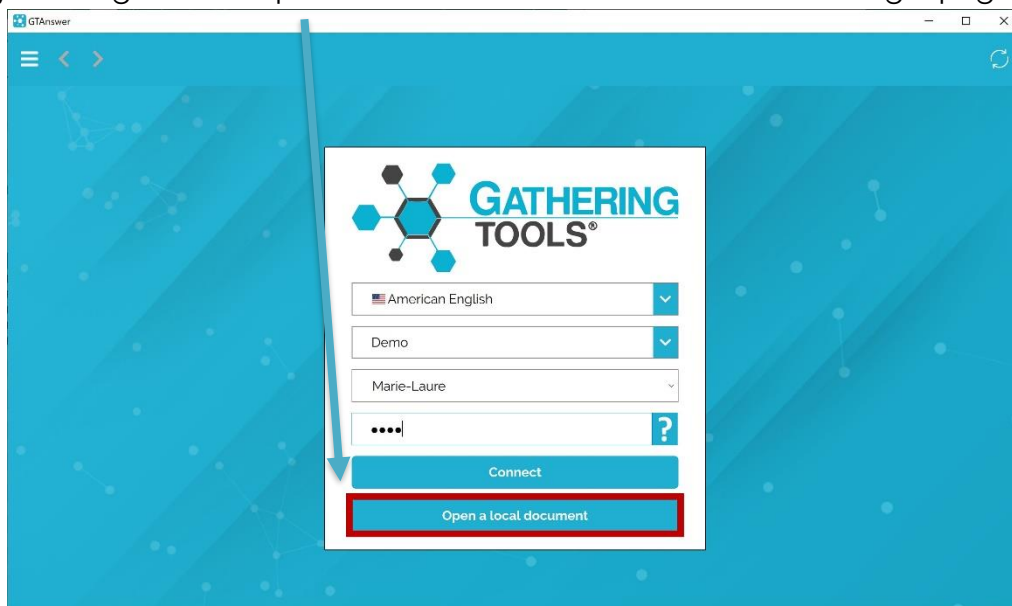 GTAnswer
GATHERING
TOOLS®
American English
Demo
Marie-Laure
?
Connect
Open a local document